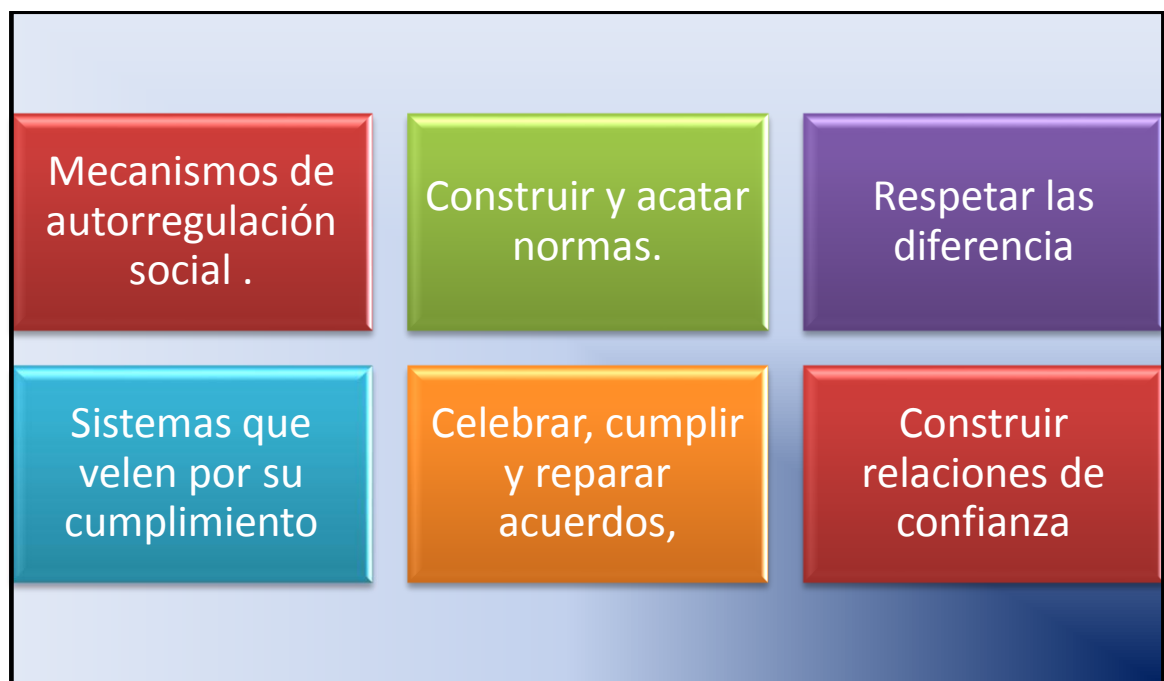 Mecanismos de
autorregulación
social .
Construir y acatar
normas.
Respetar las
diferencia
Sistemas que
velen por su
cumplimiento
Celebrar, cumplir
y reparar
acuerdos,
Construir
relaciones de
confianza